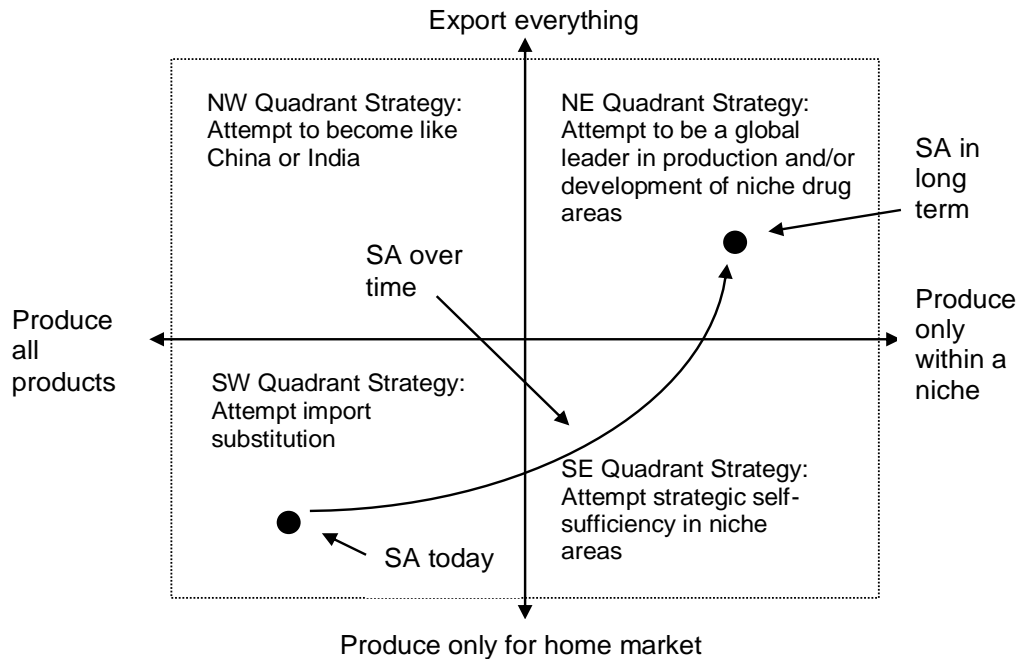 Export everything
NW Quadrant Strategy:
Attempt to become like
China or India
NE Quadrant Strategy:
Attempt to be a global
leader in production and/or
development of niche drug
areas
SA in
long
term
SA over
time
Produce
all
products
Produce
only
within a
niche
SW Quadrant Strategy:
Attempt import
substitution
SE Quadrant Strategy:
Attempt strategic self-
sufficiency in niche
areas
SA today
Produce only for home market